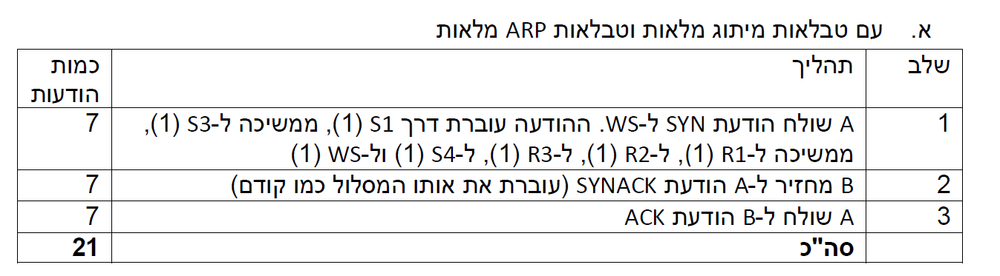 א. עם טבלאות מיתוג מלאות וטבלאות ARP מלאות
שלב תהליך כמות
הודעות
1 A שולח הודעת SYN ל-WS. ההודעה עוברת דרך S1 (1), ממשיכה ל-S3 (1), 7
ממשיכה ל-R1 (1), ל-R2 (1), ל-R3 (1), ל-S4 (1) ול-WS (1)
2 B מחזיר ל-A הודעת SYNACK (עוברת את אותו המסלול כמו קודם) 7
3 A שולח ל-B הודעת ACK 7
סה"כ 21